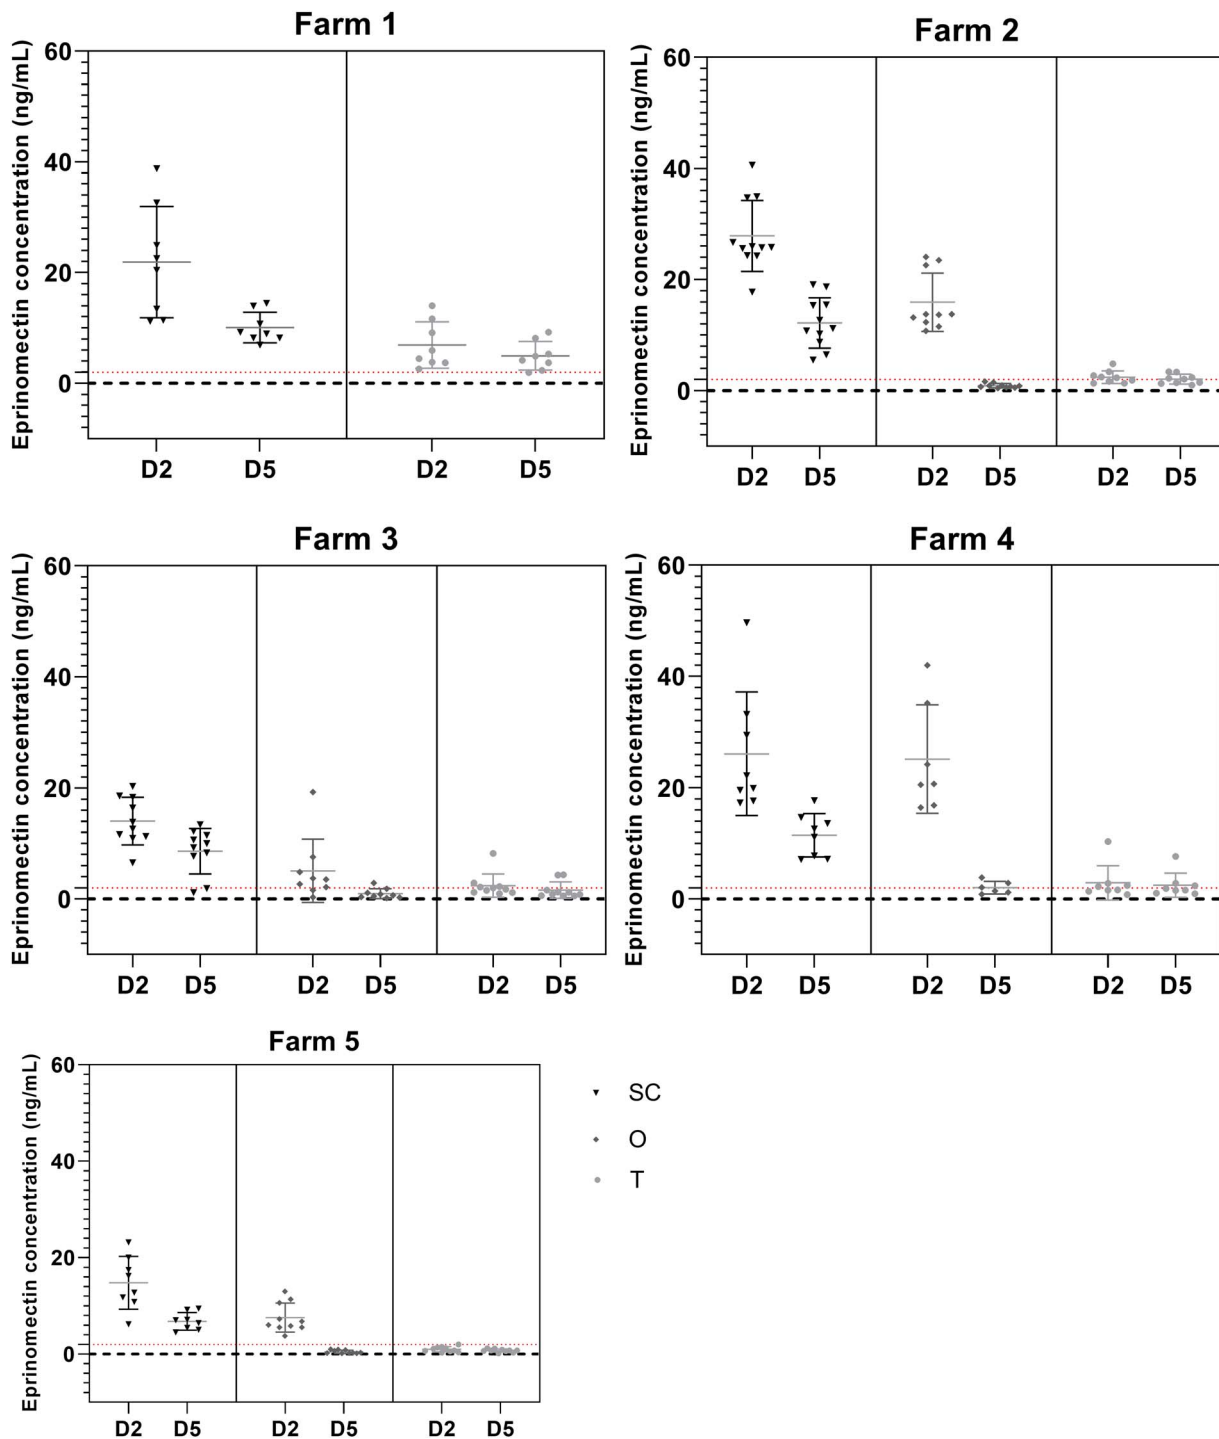 Farm 1
Eprinomectin concentration (ng/mL)
60
40
20
0
D2 D5 D2 D5
Farm 2
Eprinomectin concentration (ng/mL)
60
40
20
0
D2 D5 D2 D5 D2 D5
Farm 3
Eprinomectin concentration (ng/mL)
60
40
20
0
D2 D5 D2 D5 D2 D5
Farm 4
Eprinomectin concentration (ng/mL)
60
40
20
0
D2 D5 D2 D5 D2 D5
Farm 5
Eprinomectin concentration (ng/mL)
60
40
20
0
D2 D5 D2 D5 D2 D5
SC
O
T